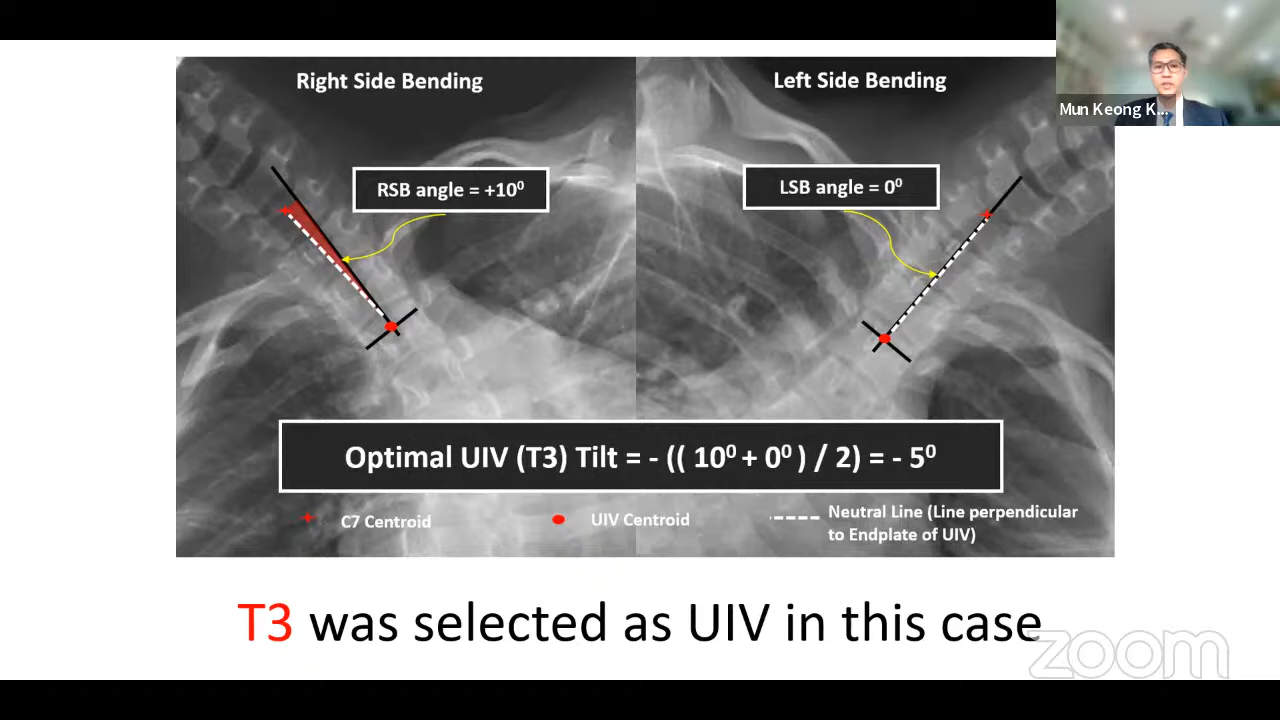 Right Side Bending
Left Side Bending
Mun Keong K...
RSB angle = +10⁰
LSB angle = 0⁰
Optimal UIV (T3) Tilt = - (( 10⁰ + 0⁰ ) / 2) = - 5⁰
C7 Centroid
UIV Centroid
Neutral Line (Line perpendicular
to Endplate of UIV)
T3 was selected as UIV in this case
zoom